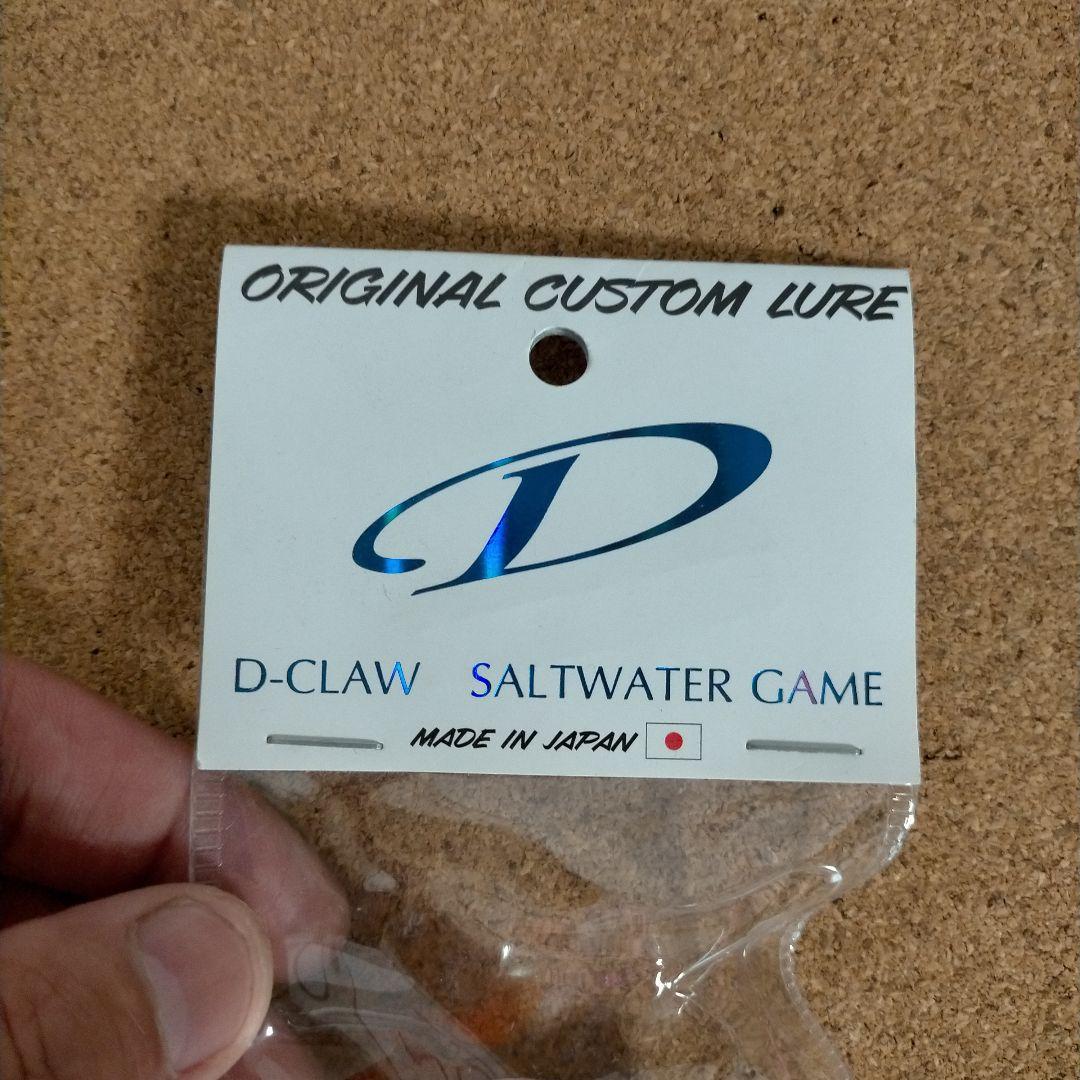 ORIGINAL CUSTOM LURE
D
D-CLAW SALTWATER GAME
MADE IN JAPAN